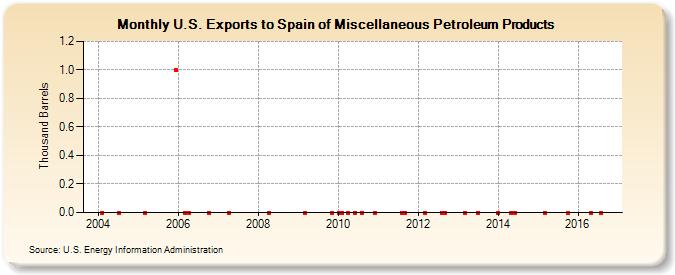 Monthly U.S. Exports to Spain of Miscellaneous Petroleum Products
Thousand Barrels
1.2
1.0
0.8
0.6
0.4
0.2
0.0
2004 2006 2008 2010 2012 2014 2016
Source: U.S. Energy Information Administration